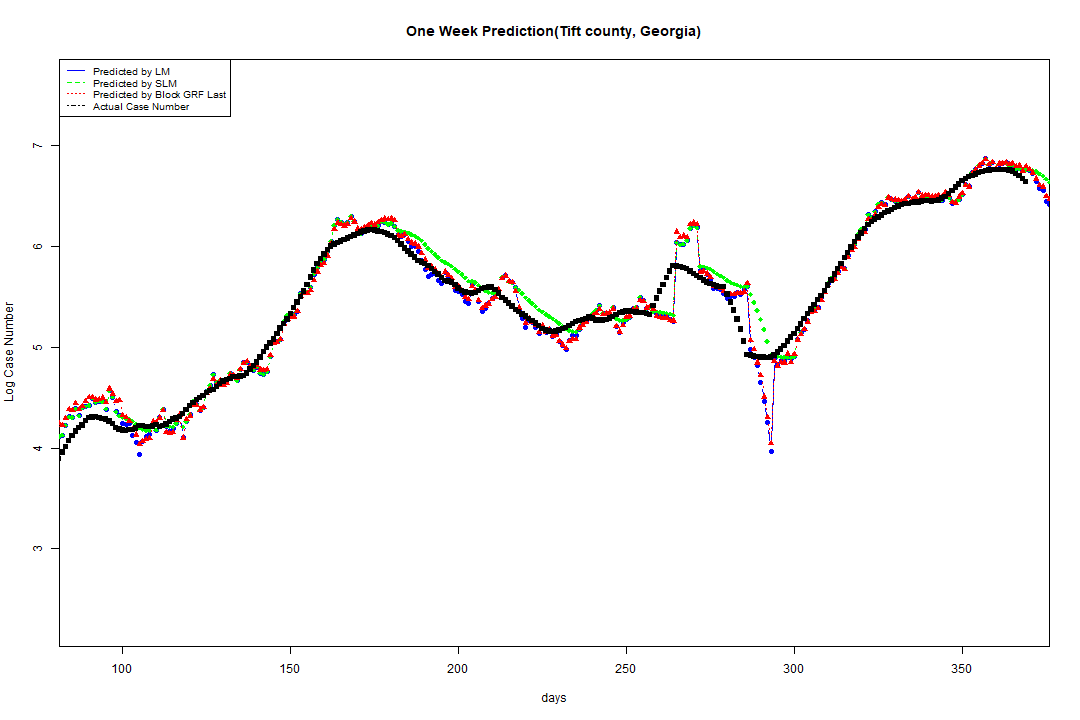 One Week Prediction(Tift county, Georgia)
Predicted by LM
Predicted by SLM
Predicted by Block GRF Last
Actual Case Number
7
6
5
4
3
Log Case Number
100 150 200 250 300 350
days